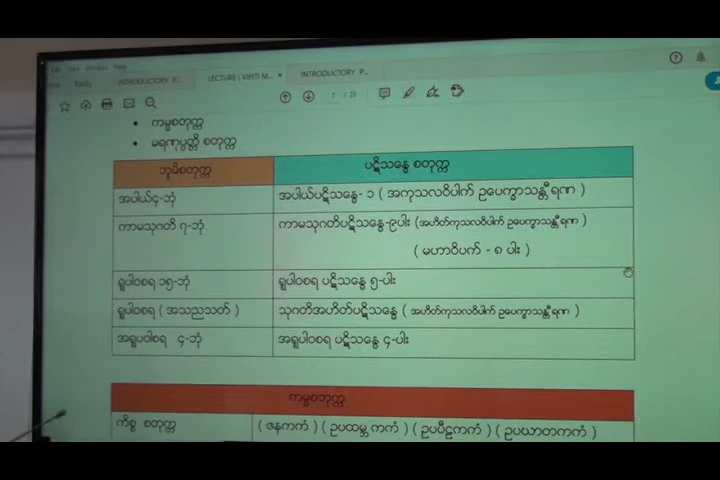 Tools
INTRODUCTORY R...
LECTURE ( VIIHTI M...
INTRODUCTORY P...
7 / 23
• ကမ္မစတုက္က
• မရဏုပ္ပတ္တိ စတုက္က
ဘူမိစတုက္က
ပဋိသန္ဓေ စတုက္က
အပါယ်၄-ဘုံ
အပါယ်ပဋိသန္ဓေ- ၁ ( အကုသလဝိပါက် ဥပေက္ခာသန္တီရဏ )
ကာမသုဂတိ ၇-ဘုံ
ကာမသုဂတိပဋိသန္ဓေ-၉ပါး (အဟိတ်ကုသလဝိပါက် ဥပေက္ခာသန္တီရဏ )
( မဟာဝိပက် - ၈ ပါး )
ရူပါဝစရ ၁၅-ဘုံ
ရူပါဝစရ ပဋိသန္ဓေ ၅-ပါး
ရူပါဝစရ ( အသညသတ် )
သုဂတိအဟိတ်ပဋိသန္ဓေ ( အဟိတ်ကုသလဝိပါက် ဥပေက္ခာသန္တီရဏ )
အရူပဝါစရ ၄-ဘုံ
အရူပါဝစရ ပဋိသန္ဓေ ၄-ပါး
ကမ္မစတုက္က
ကိစ္စ စတုက္က
( ဇနကကံ ) ( ဥပထမ္ဘကကံ ) ( ဥပပီဠကကံ ) ( ဥပဃာတကကံ )